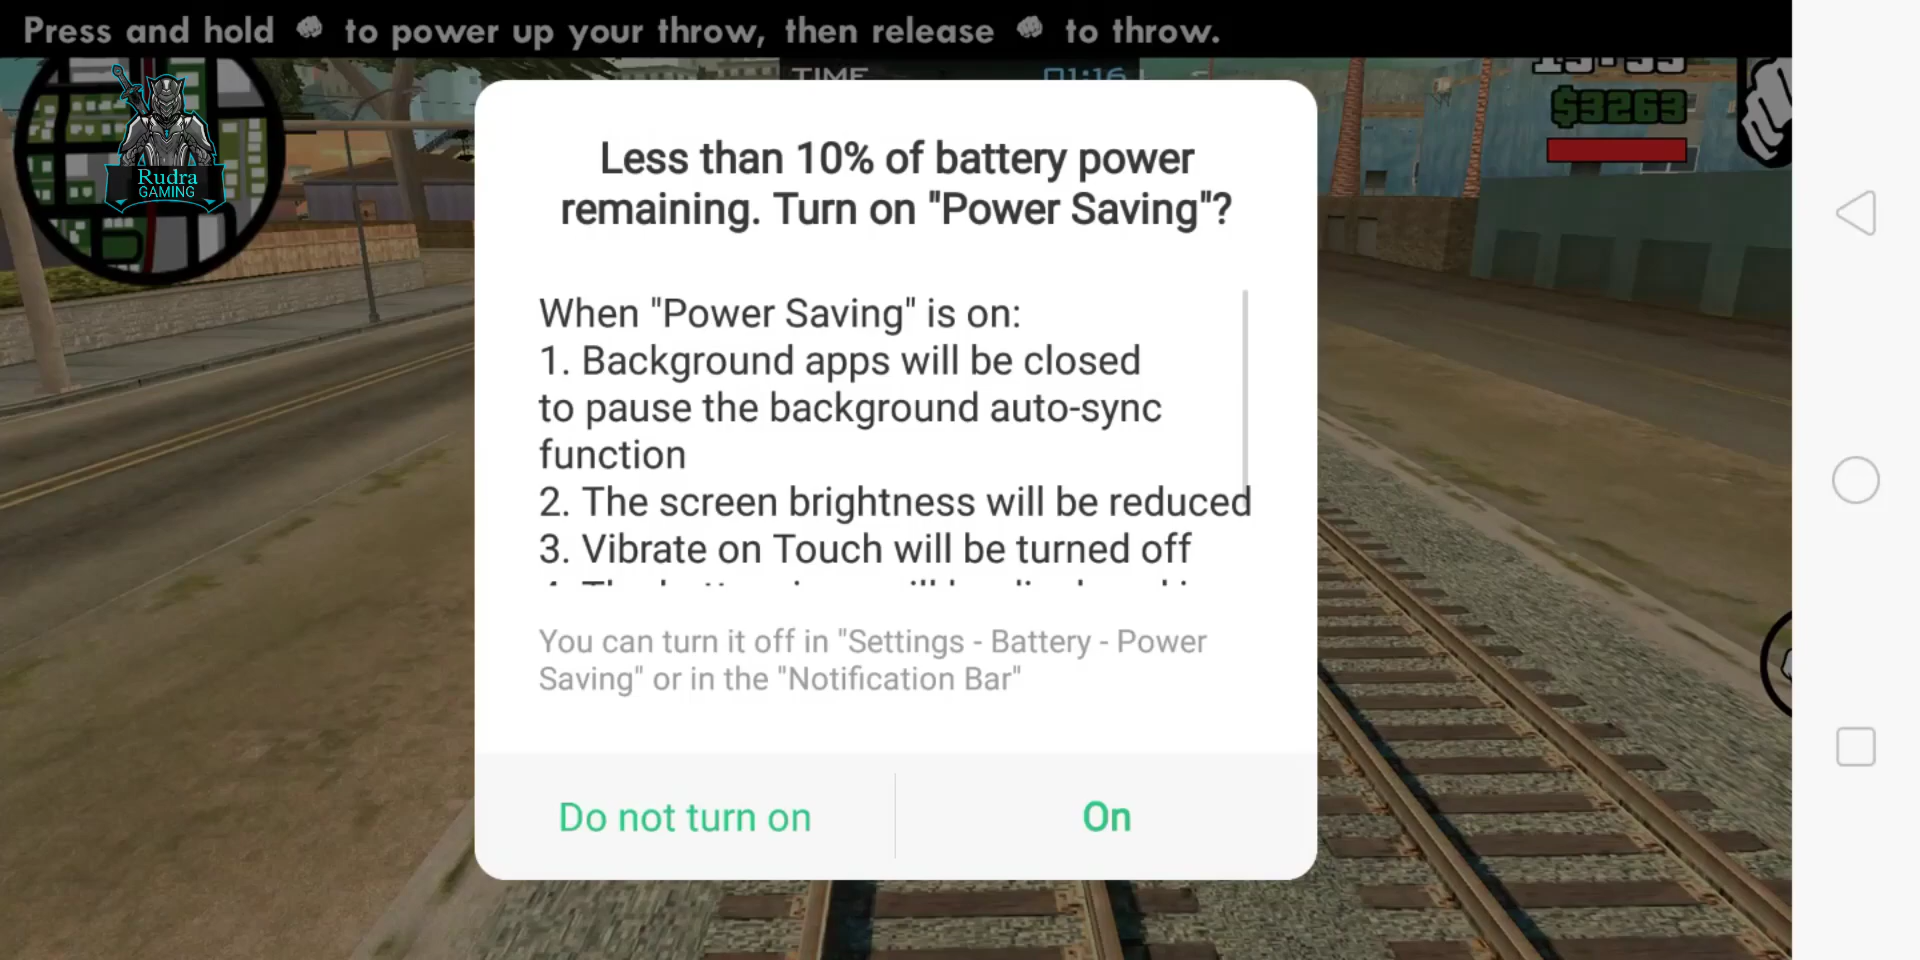 Press and hold to power up your throw, then release to throw.
TIME 01:16
$3263
Rudra
GAMING
Less than 10% of battery power
remaining. Turn on "Power Saving"?
When "Power Saving" is on:
1. Background apps will be closed
to pause the background auto-sync
function
2. The screen brightness will be reduced
3. Vibrate on Touch will be turned off
You can turn it off in "Settings - Battery - Power
Saving" or in the "Notification Bar"
Do not turn on
On